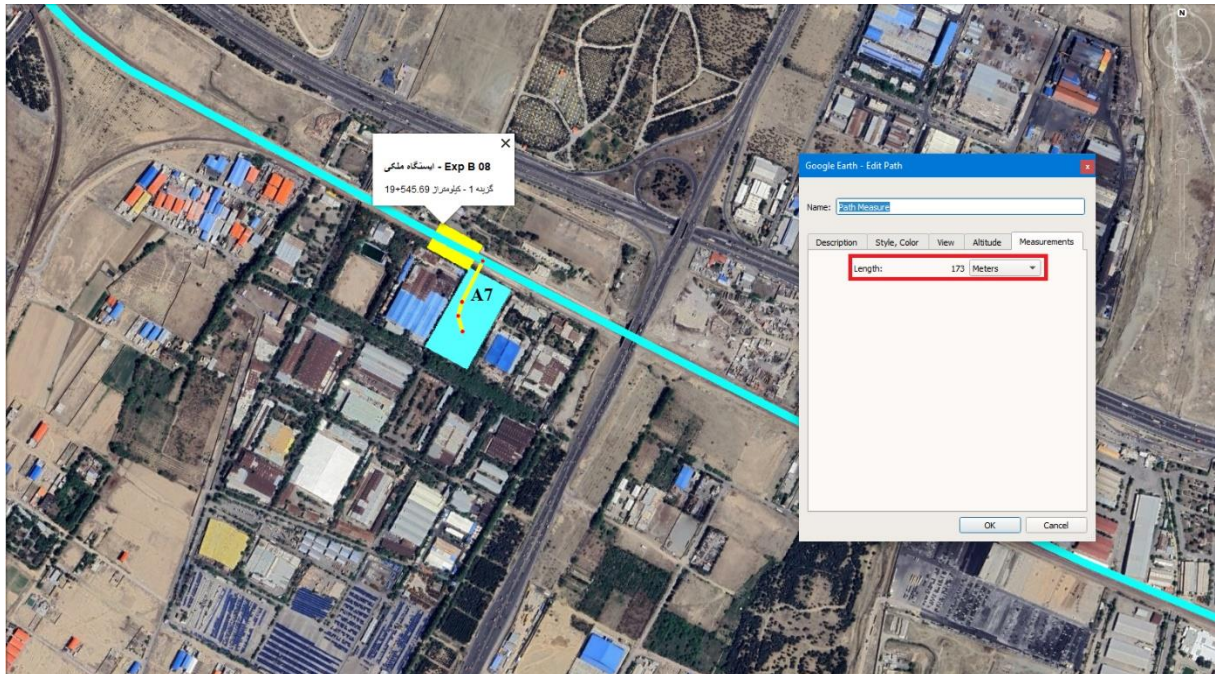 N
Exp B 08 - ایستگاه ملکی
گزینه 1 - کیلومتراژ 19+545.69
A7
Google Earth - Edit Path
Name: Path Measure
Description Style, Color View Altitude Measurements
Length: 173 Meters
OK Cancel